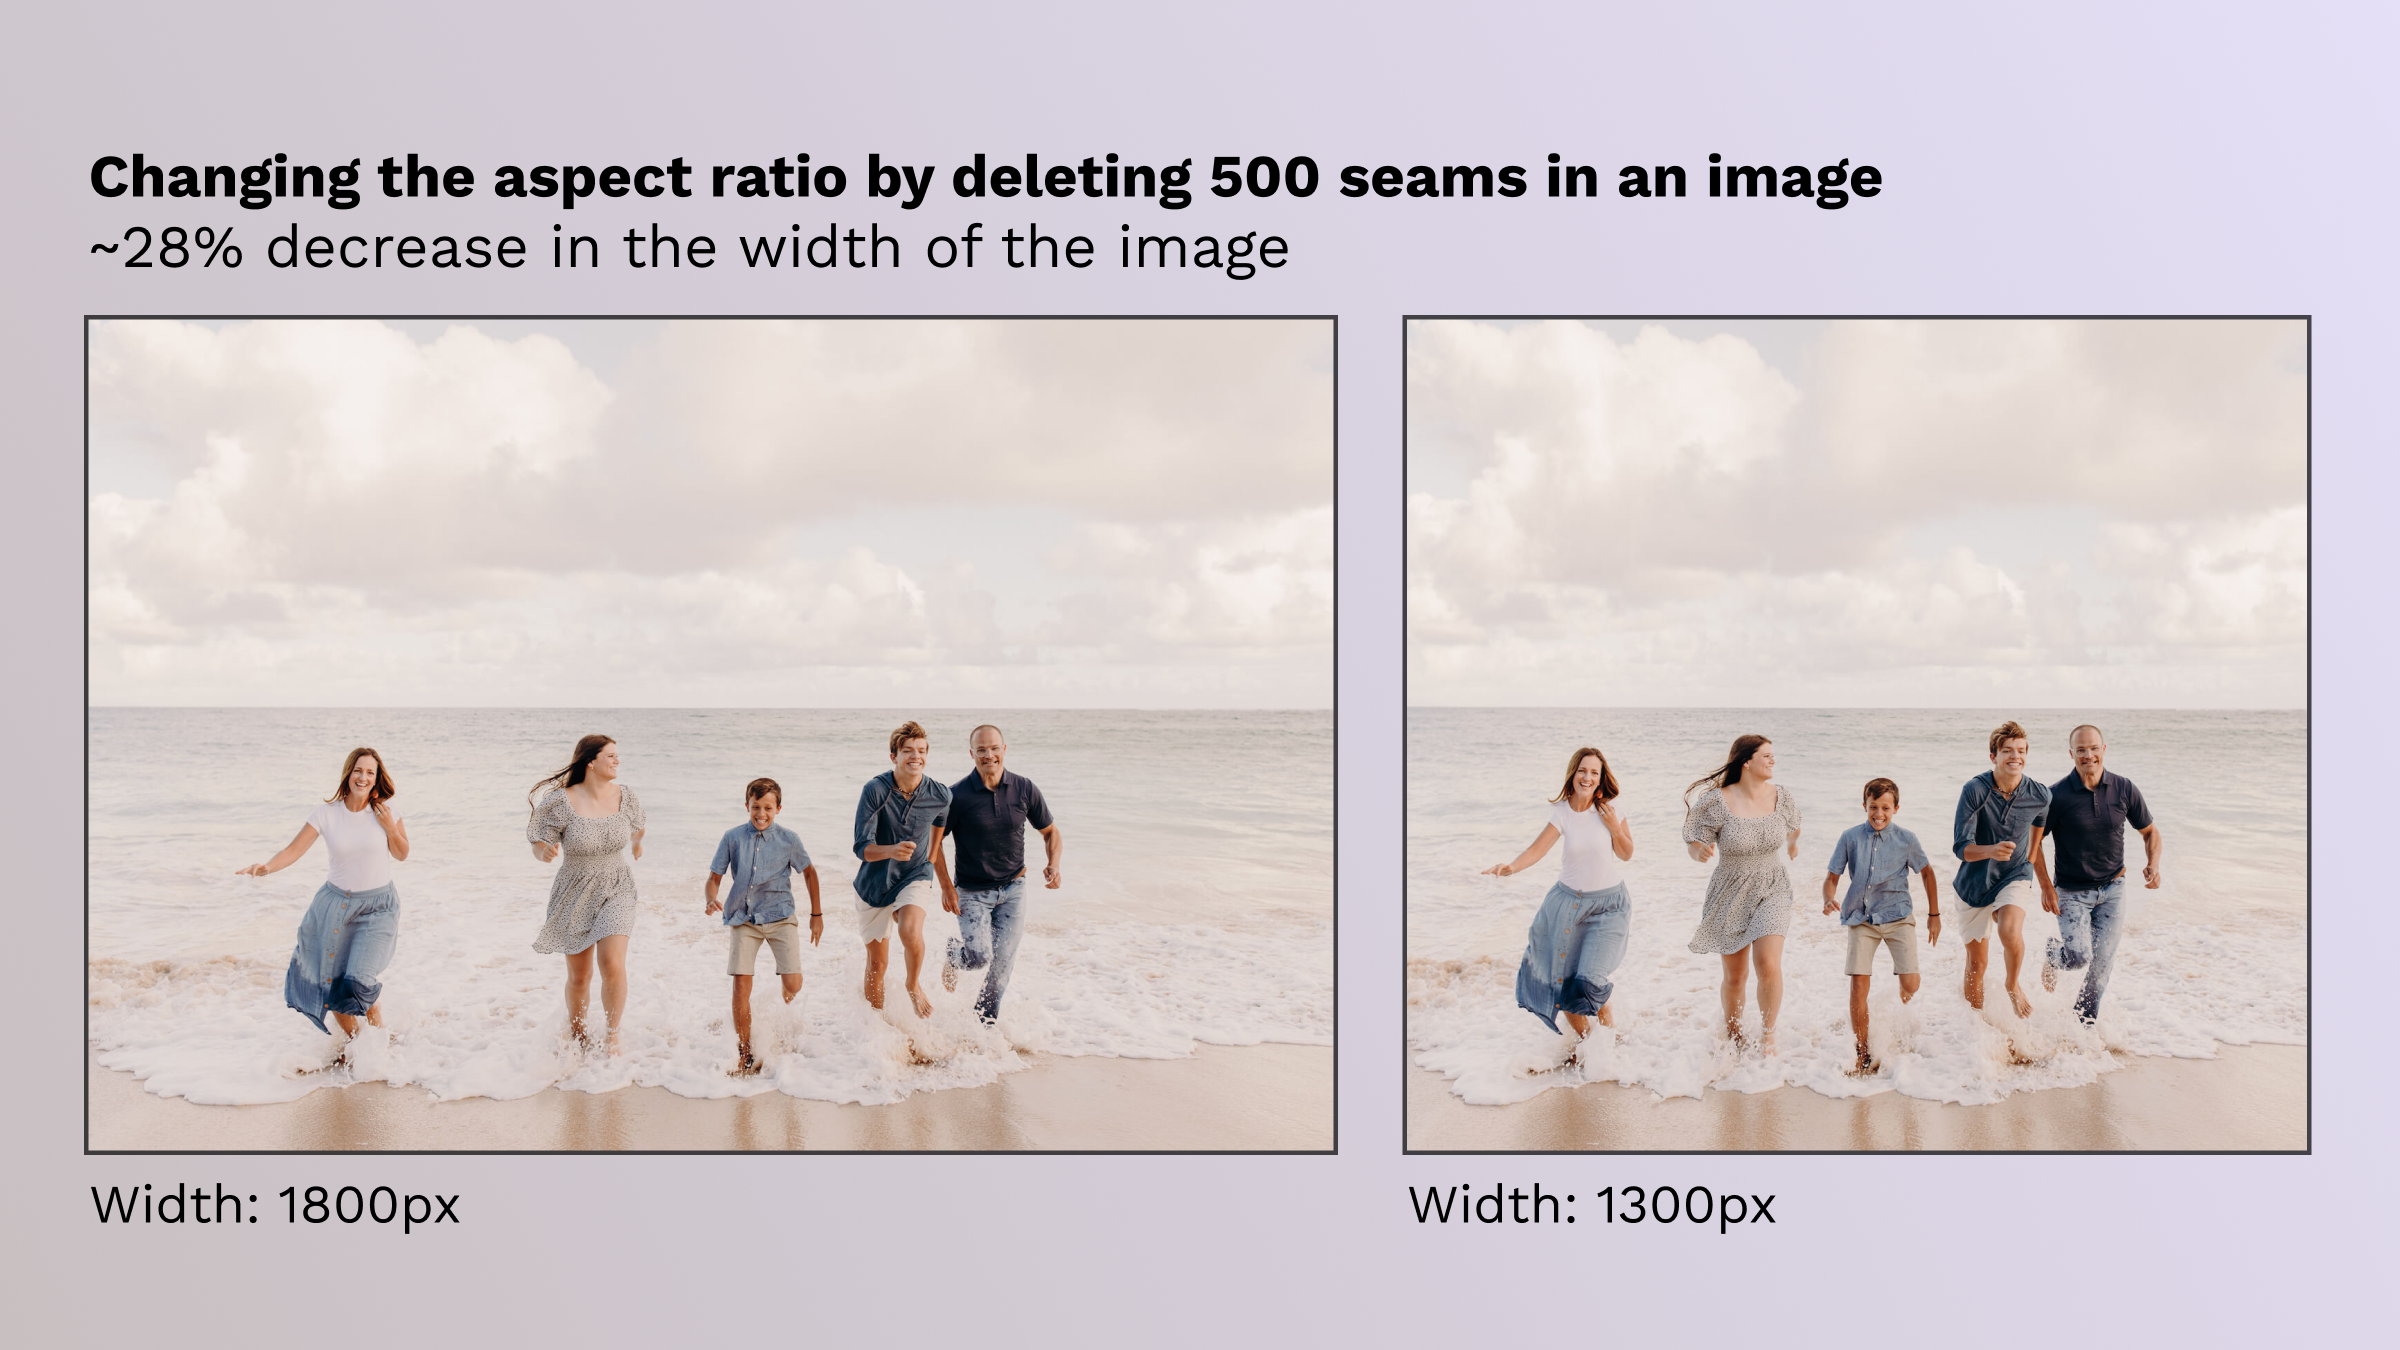 Changing the aspect ratio by deleting 500 seams in an image
~28% decrease in the width of the image
Width: 1800px
Width: 1300px